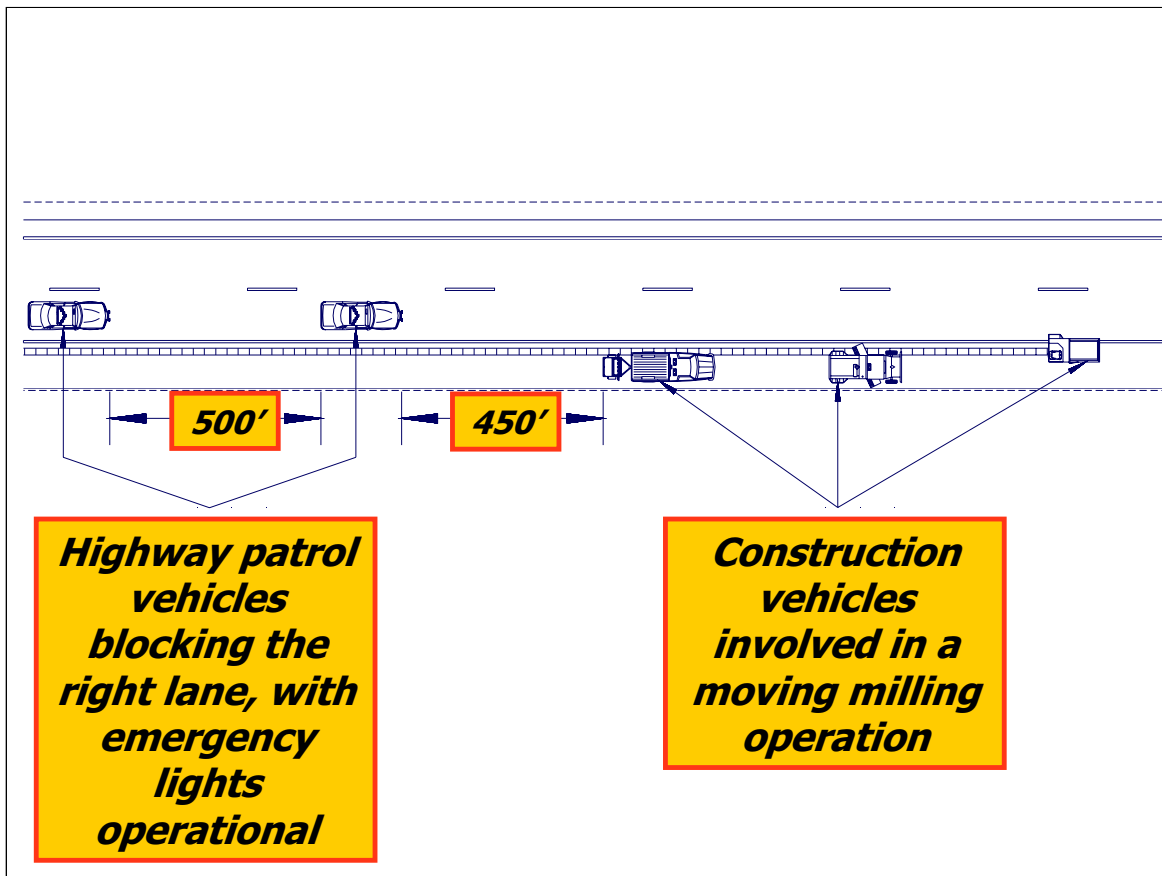 500’
450’
Highway patrol
vehicles
blocking the
right lane, with
emergency
lights
operational
Construction
vehicles
involved in a
moving milling
operation